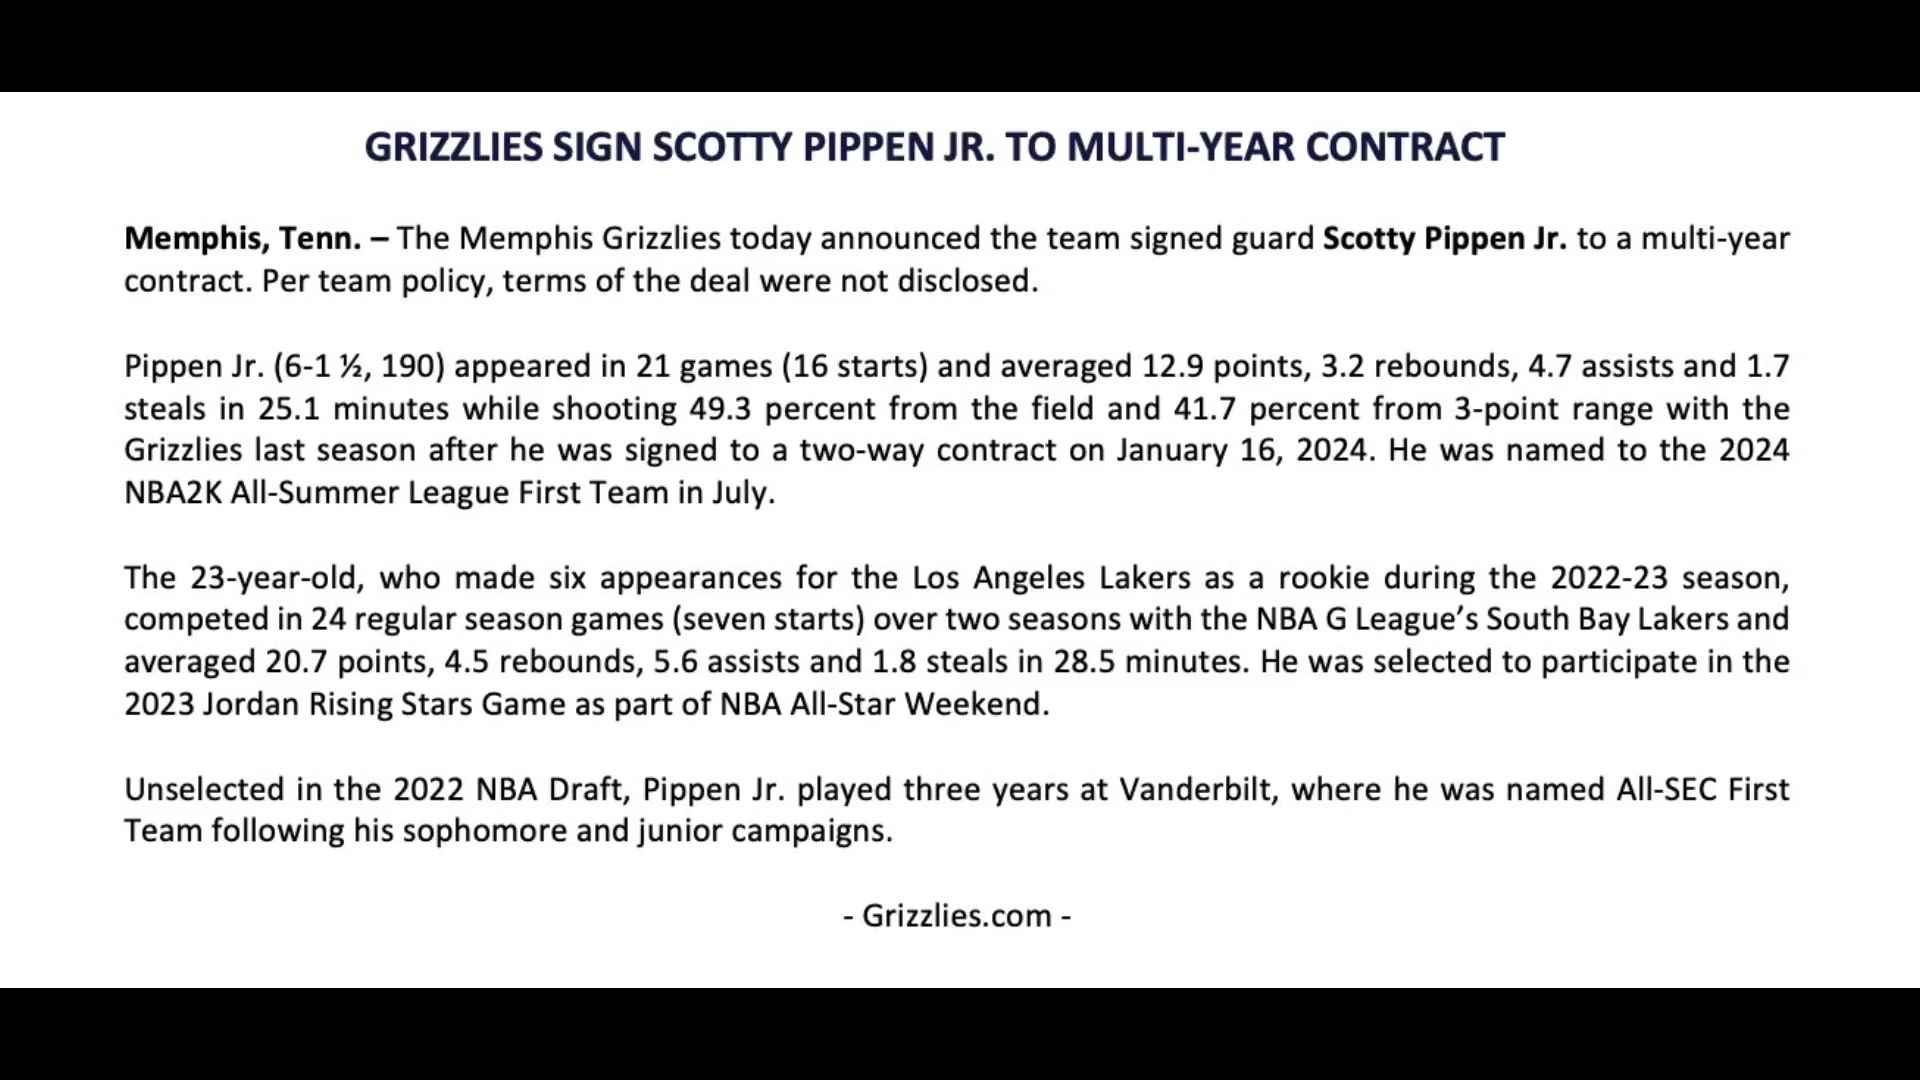 GRIZZLIES SIGN SCOTTY PIPPEN JR. TO MULTI-YEAR CONTRACT
Memphis, Tenn. – The Memphis Grizzlies today announced the team signed guard Scotty Pippen Jr. to a multi-year
contract. Per team policy, terms of the deal were not disclosed.
Pippen Jr. (6-1 ½, 190) appeared in 21 games (16 starts) and averaged 12.9 points, 3.2 rebounds, 4.7 assists and 1.7
steals in 25.1 minutes while shooting 49.3 percent from the field and 41.7 percent from 3-point range with the
Grizzlies last season after he was signed to a two-way contract on January 16, 2024. He was named to the 2024
NBA2K All-Summer League First Team in July.
The 23-year-old, who made six appearances for the Los Angeles Lakers as a rookie during the 2022-23 season,
competed in 24 regular season games (seven starts) over two seasons with the NBA G League’s South Bay Lakers and
averaged 20.7 points, 4.5 rebounds, 5.6 assists and 1.8 steals in 28.5 minutes. He was selected to participate in the
2023 Jordan Rising Stars Game as part of NBA All-Star Weekend.
Unselected in the 2022 NBA Draft, Pippen Jr. played three years at Vanderbilt, where he was named All-SEC First
Team following his sophomore and junior campaigns.
- Grizzlies.com -